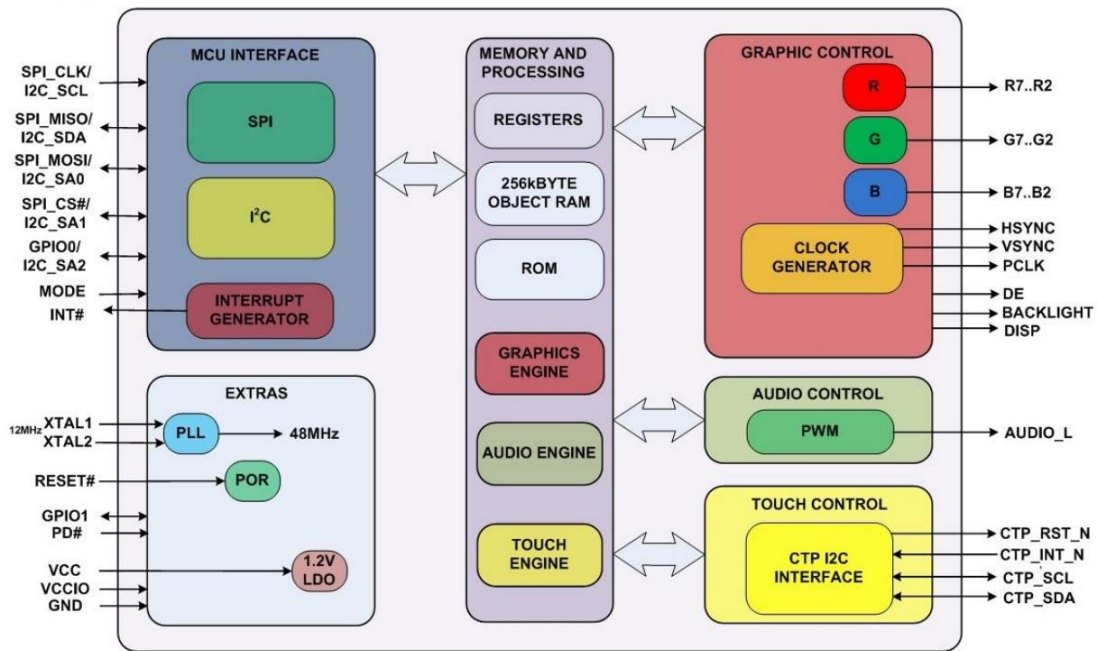 MCU INTERFACE
SPI_CLK/
I2C_SCL
SPI_MISO/
I2C_SDA
SPI_MOSI/
I2C_SA0
SPI_CS#/
I2C_SA1
GPIO0/
I2C_SA2
MODE
INT#
SPI
I²C
INTERRUPT
GENERATOR
EXTRAS
12MHz XTAL1
XTAL2
PLL
48MHz
RESET#
POR
GPIO1
PD#
VCC
VCCIO
GND
1.2V
LDO
MEMORY AND
PROCESSING
REGISTERS
256kBYTE
OBJECT RAM
ROM
GRAPHICS
ENGINE
AUDIO ENGINE
TOUCH
ENGINE
GRAPHIC CONTROL
R
R7..R2
G
G7..G2
B
B7..B2
CLOCK
GENERATOR
HSYNC
VSYNC
PCLK
DE
BACKLIGHT
DISP
AUDIO CONTROL
PWM
AUDIO_L
TOUCH CONTROL
CTP I2C
INTERFACE
CTP_RST_N
CTP_INT_N
CTP_SCL
CTP_SDA